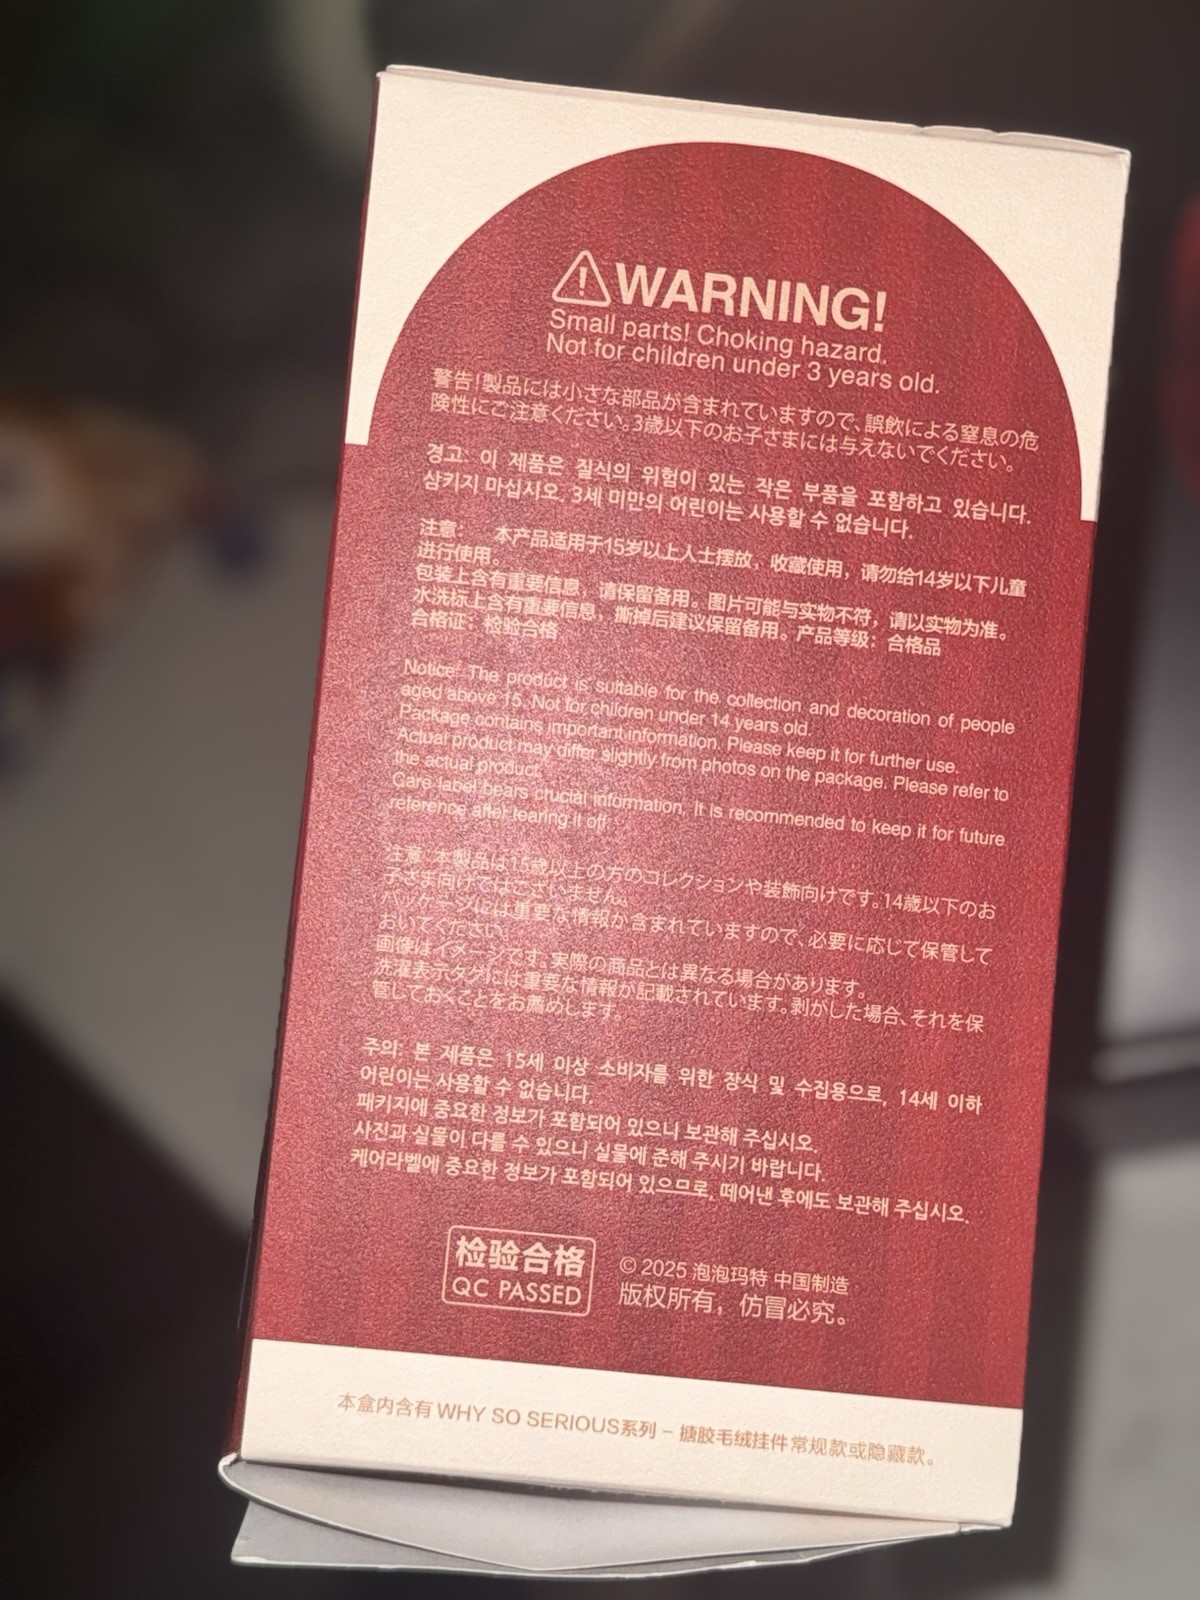 ⚠WARNING!
Small parts! Choking hazard.
Not for children under 3 years old.
警告!製品には小さな部品が含まれていますので、誤飲による窒息の危
険性にご注意ください。3歳以下のお子さまには与えないでください。
경고: 이 제품은 질식의 위험이 있는 작은 부품을 포함하고 있습니다.
삼키지 마십시오. 3세 미만의 어린이는 사용할 수 없습니다.
注意： 本产品适用于15岁以上人士摆放，收藏使用，请勿给14岁以下儿童
进行使用。
包装上含有重要信息，请保留备用。图片可能与实物不符，请以实物为准。
水洗标上含有重要信息，撕掉后建议保留备用。产品等级：合格品
合格证：检验合格
Notice: The product is suitable for the collection and decoration of people
aged above 15. Not for children under 14 years old.
Package contains important information. Please keep it for further use.
Actual product may differ slightly from photos on the package. Please refer to
the actual product.
Care label bears crucial information. It is recommended to keep it for future
reference after tearing it off
注意:本製品は15歳以上の方のコレクションや装飾向けです。14歳以下のお
子さま向けではございません。
パッケージには重要な情報が含まれていますので、必要に応じて保管して
おいてください。
画像はイメージです。実際の商品とは異なる場合があります。
洗濯表示タグには重要な情報が記載されています。剥がした場合、それを保
管しておくことをお薦めします。
주의: 본 제품은 15세 이상 소비자를 위한 장식 및 수집용으로, 14세 이하
어린이는 사용할 수 없습니다.
패키지에 중요한 정보가 포함되어 있으니 보관해 주십시오.
사진과 실물이 다를 수 있으니 실물에 준해 주시기 바랍니다.
케어라벨에 중요한 정보가 포함되어 있으므로, 떼어낸 후에도 보관해 주십시오.
检验合格
QC PASSED
© 2025 泡泡玛特 中国制造
版权所有，仿冒必究。
本盒内含有 WHY SO SERIOUS系列 – 搪胶毛绒挂件常规款或隐藏款。